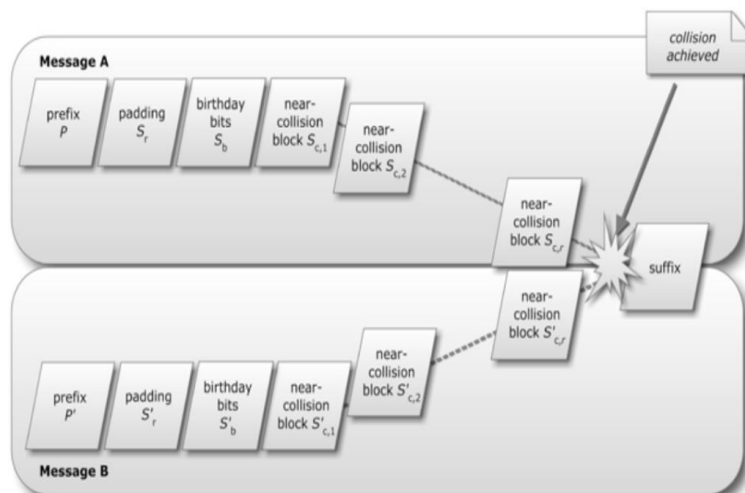 collision
achieved
Message A
prefix
P
padding
Sr
birthday
bits
Sb
near-
collision
block Sc,1
near-
collision
block Sc,2
near-
collision
block Sc,r
suffix
near-
collision
block S'c,r
near-
collision
block S'c,2
prefix
P'
padding
S'r
birthday
bits
S'b
near-
collision
block S'c,1
Message B